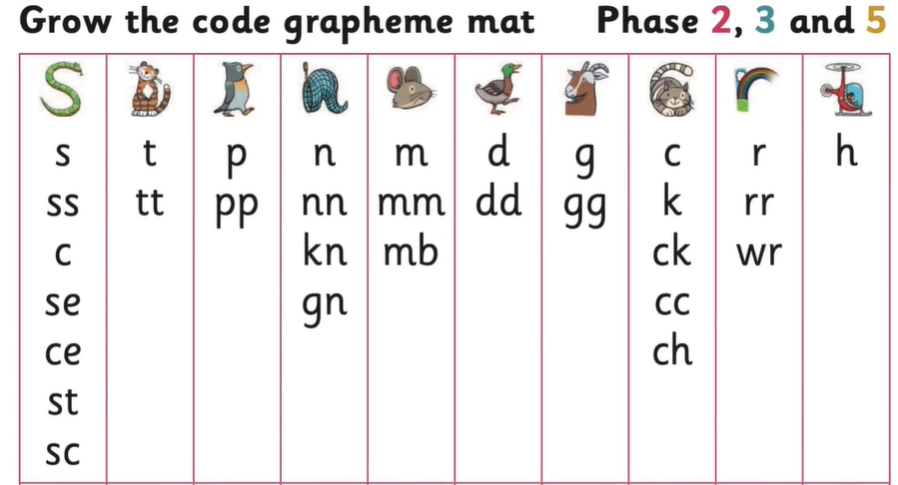 Grow the code grapheme mat Phase 2, 3 and 5
s t p n m d g c r h
ss tt pp nn mm dd gg k rr
c kn mb ck wr
se gn cc
ce ch
st
sc